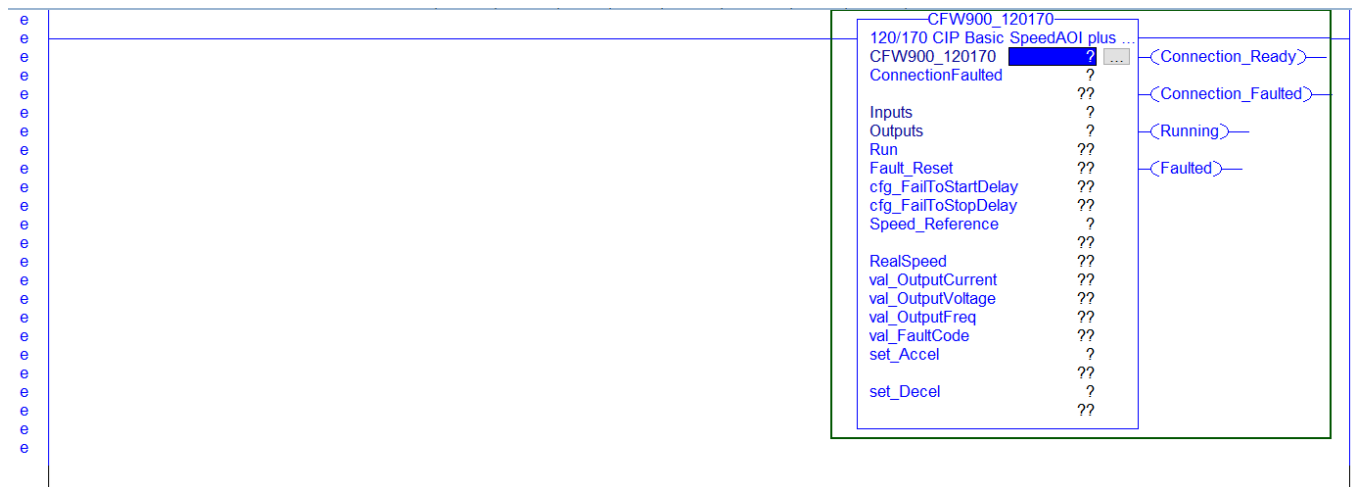 CFW900_120170
e
e 120/170 CIP Basic SpeedAOI plus ...
e CFW900_120170 ? ... Connection_Ready
e ConnectionFaulted ?
e ?? Connection_Faulted
e Inputs ?
e Outputs ? Running
e Run ??
e Fault_Reset ?? Faulted
e cfg_FailToStartDelay ??
e cfg_FailToStopDelay ??
e Speed_Reference ?
e ??
e RealSpeed ??
e val_OutputCurrent ??
e val_OutputVoltage ??
e val_OutputFreq ??
e val_FaultCode ??
e set_Accel ?
e ??
e set_Decel ?
e ??
e
e